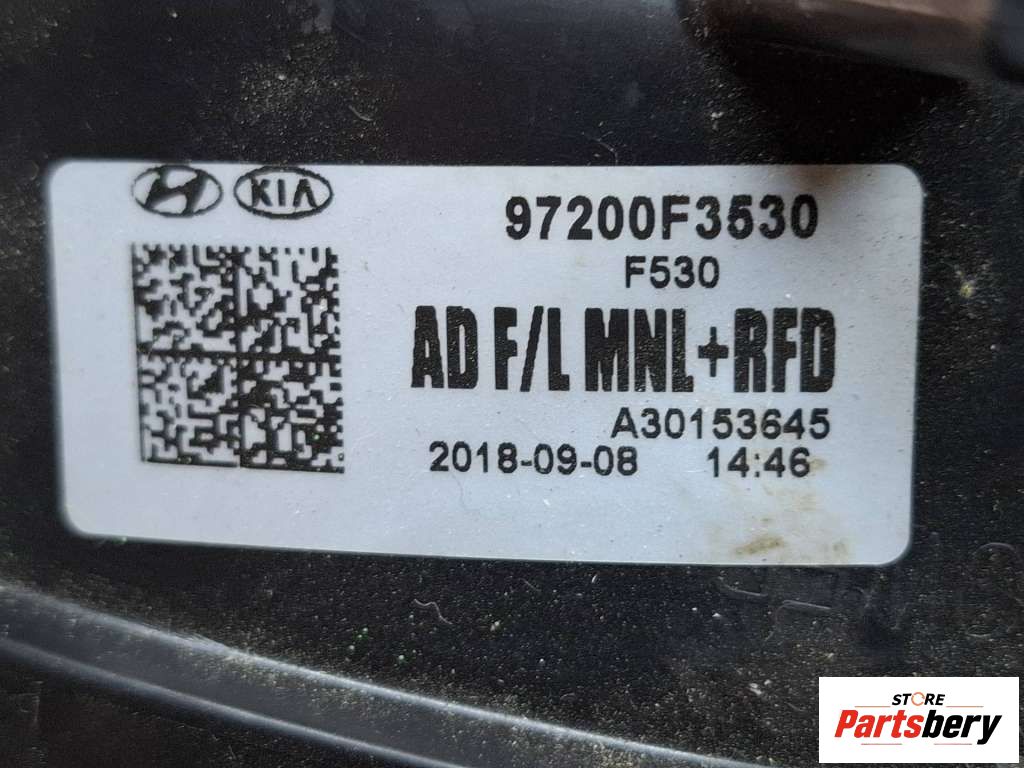 KIA
97200F3530
F530
AD F/L MNL+RFD
A30153645
2018-09-08 14:46
STORE
Partsbery